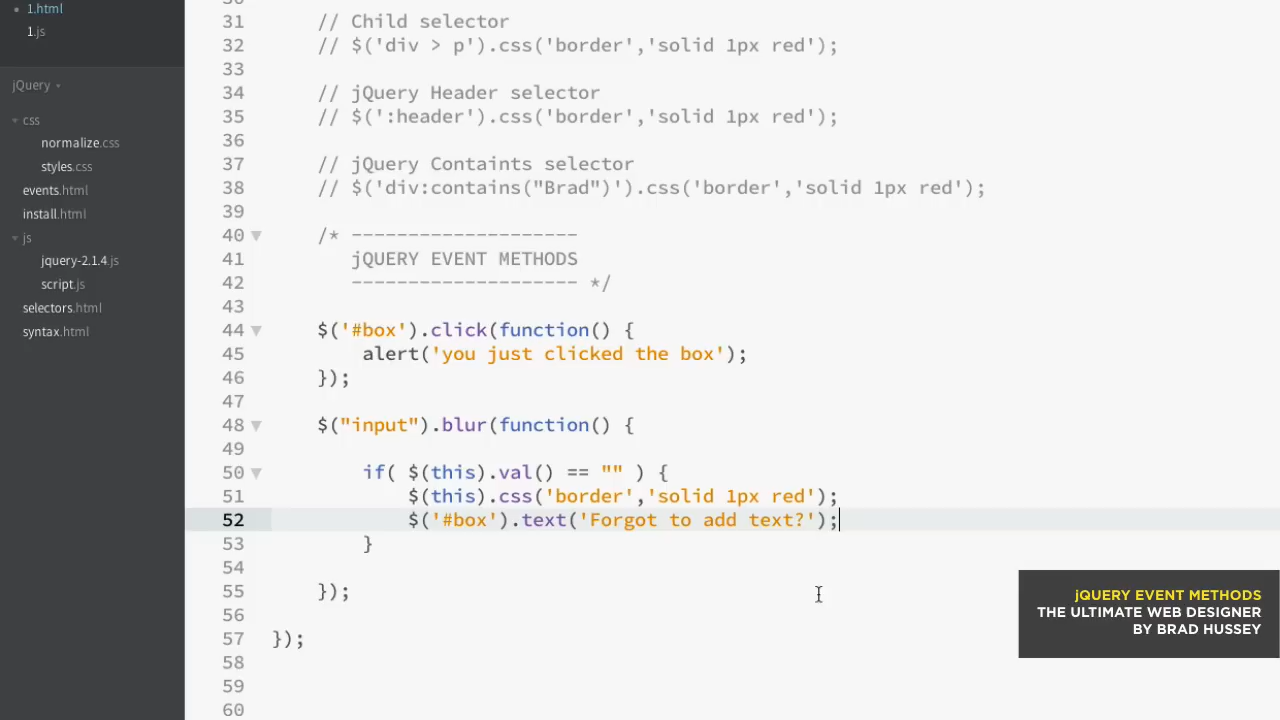 1.html
1.js
jQuery
css
normalize.css
styles.css
events.html
install.html
js
jquery-2.1.4.js
script.js
selectors.html
syntax.html
31 // Child selector
32 // $('div > p').css('border','solid 1px red');
33
34 // jQuery Header selector
35 // $(':header').css('border','solid 1px red');
36
37 // jQuery Containts selector
38 // $('div:contains("Brad")').css('border','solid 1px red');
39
40 /* --------------------
41 jQUERY EVENT METHODS
42 -------------------- */
43
44 $('#box').click(function() {
45 alert('you just clicked the box');
46 });
47
48 $("input").blur(function() {
49
50 if( $(this).val() == "" ) {
51 $(this).css('border','solid 1px red');
52 $('#box').text('Forgot to add text?');
53 }
54
55 });
56
57 });
58
59
60
jQUERY EVENT METHODS
THE ULTIMATE WEB DESIGNER
BY BRAD HUSSEY